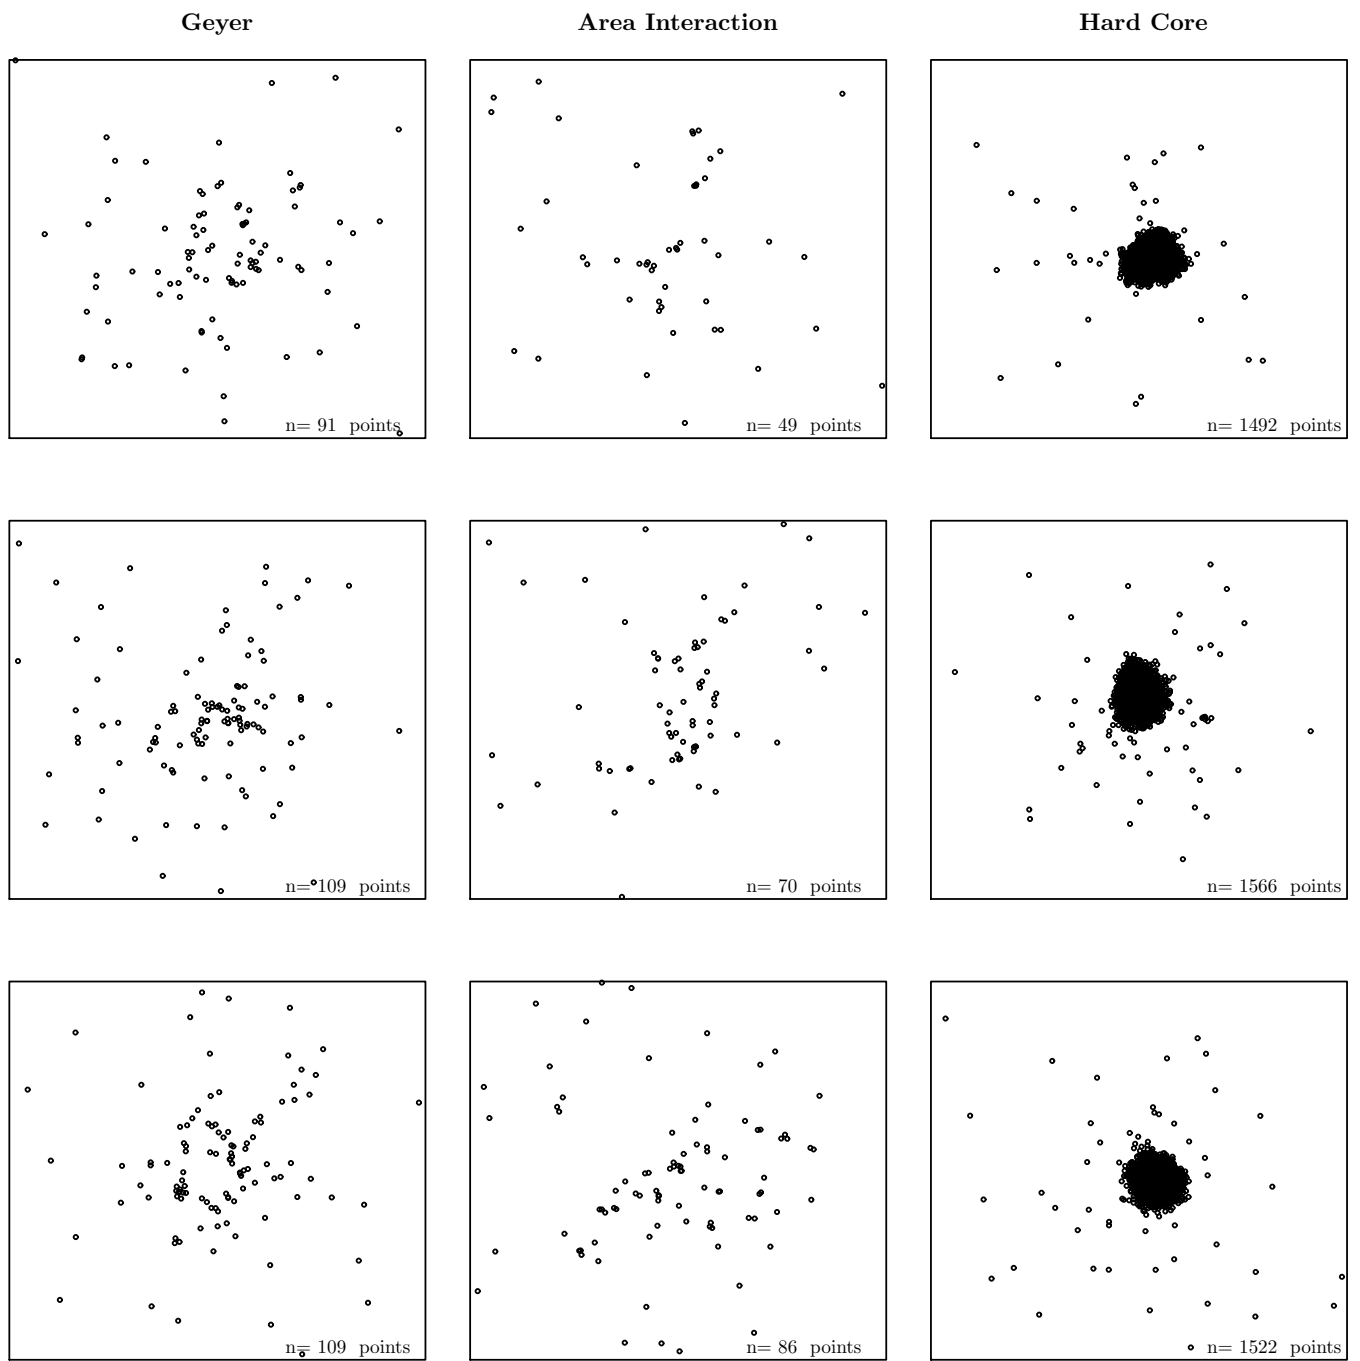 Geyer Area Interaction Hard Core
n= 91 points n= 49 points n= 1492 points
n= 109 points n= 70 points n= 1566 points
n= 109 points n= 86 points n= 1522 points